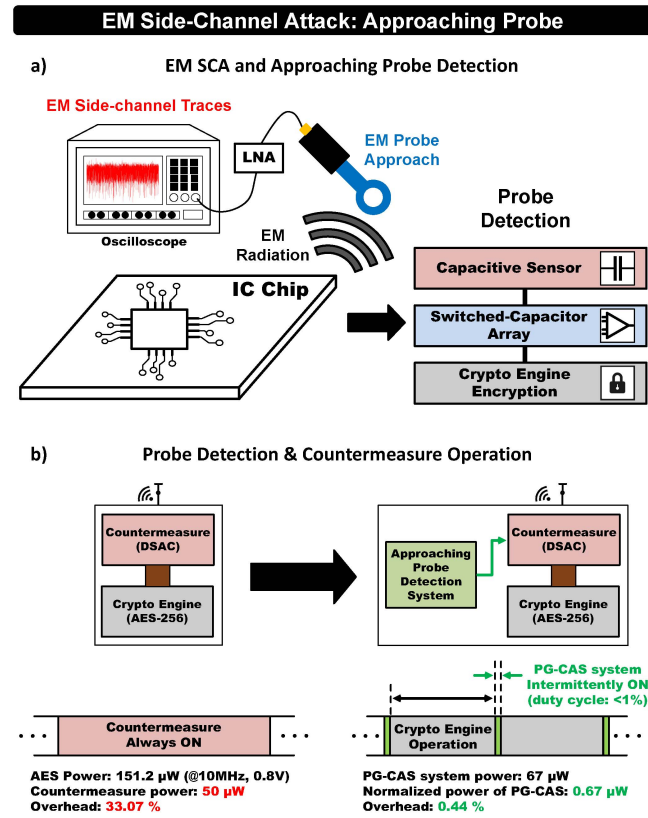 EM Side-Channel Attack: Approaching Probe
a) EM SCA and Approaching Probe Detection
EM Side-channel Traces
LNA
EM Probe
Approach
Oscilloscope
EM
Radiation
IC Chip
Probe
Detection
Capacitive Sensor
Switched-Capacitor
Array
Crypto Engine
Encryption
b) Probe Detection & Countermeasure Operation
Countermeasure
(DSAC)
Crypto Engine
(AES-256)
Approaching
Probe
Detection
System
Countermeasure
(DSAC)
Crypto Engine
(AES-256)
PG-CAS system
Intermittently ON
(duty cycle: <1%)
• • •
Countermeasure
Always ON
• • •
• • •
Crypto Engine
Operation
• • •
AES Power: 151.2 µW (@10MHz, 0.8V)
Countermeasure power: 50 µW
Overhead: 33.07 %
PG-CAS system power: 67 µW
Normalized power of PG-CAS: 0.67 µW
Overhead: 0.44 %